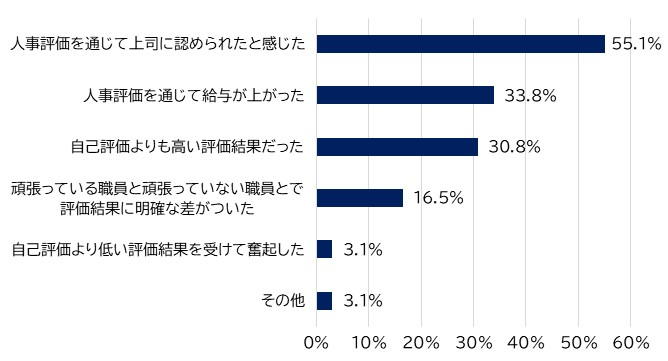 人事評価を通じて上司に認められたと感じた
55.1%
人事評価を通じて給与が上がった
33.8%
自己評価よりも高い評価結果だった
30.8%
頑張っている職員と頑張っていない職員とで
評価結果に明確な差がついた
16.5%
自己評価より低い評価結果を受けて奮起した
3.1%
その他
3.1%
0% 10% 20% 30% 40% 50% 60%